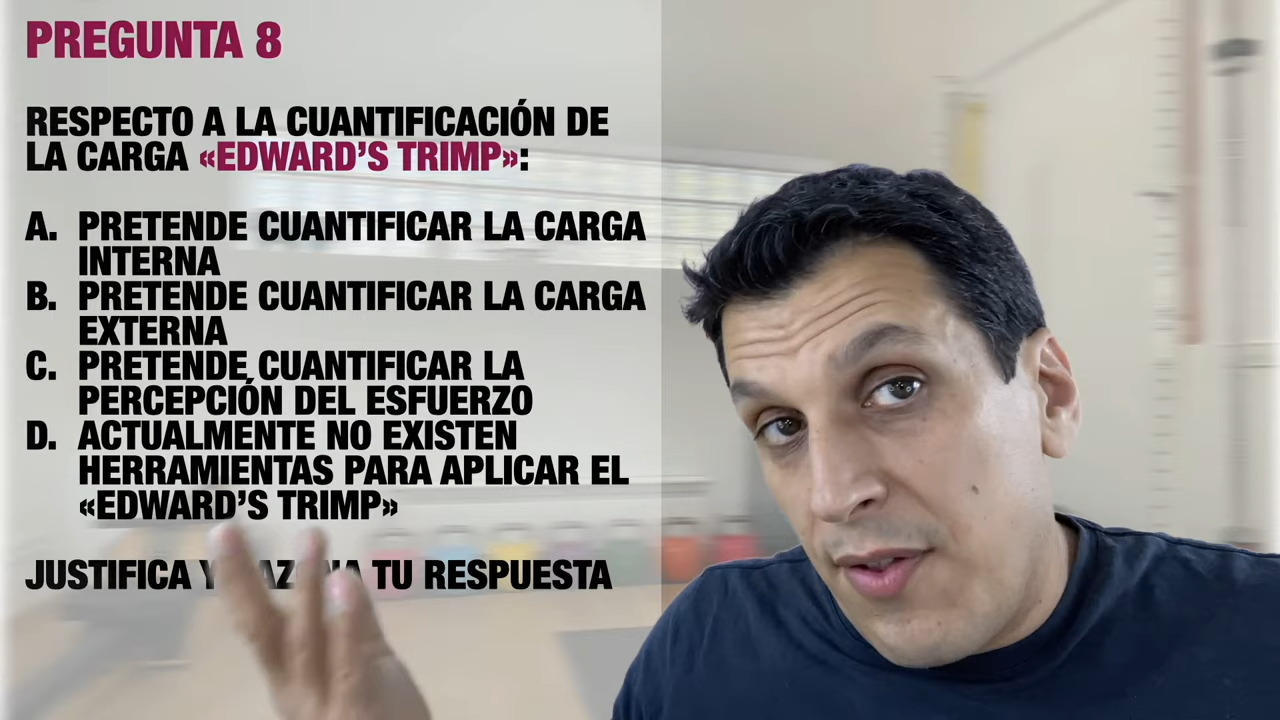 PREGUNTA 8
RESPECTO A LA CUANTIFICACIÓN DE
LA CARGA «EDWARD'S TRIMP»:
A. PRETENDE CUANTIFICAR LA CARGA
INTERNA
B. PRETENDE CUANTIFICAR LA CARGA
EXTERNA
C. PRETENDE CUANTIFICAR LA
PERCEPCIÓN DEL ESFUERZO
D. ACTUALMENTE NO EXISTEN
HERRAMIENTAS PARA APLICAR EL
«EDWARD'S TRIMP»
JUSTIFICA Y TU RESPUESTA